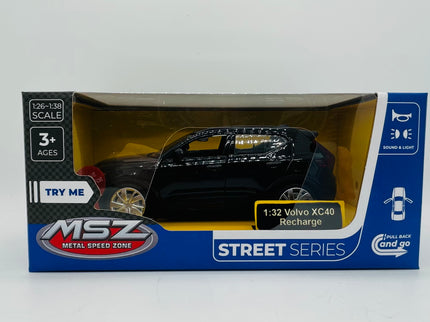 1:26~1:38
SCALE
3+
AGES
TRY ME
MSZ
METAL SPEED ZONE
1:32 Volvo XC40
Recharge
STREET SERIES
SOUND & LIGHT
PULL BACK
and go